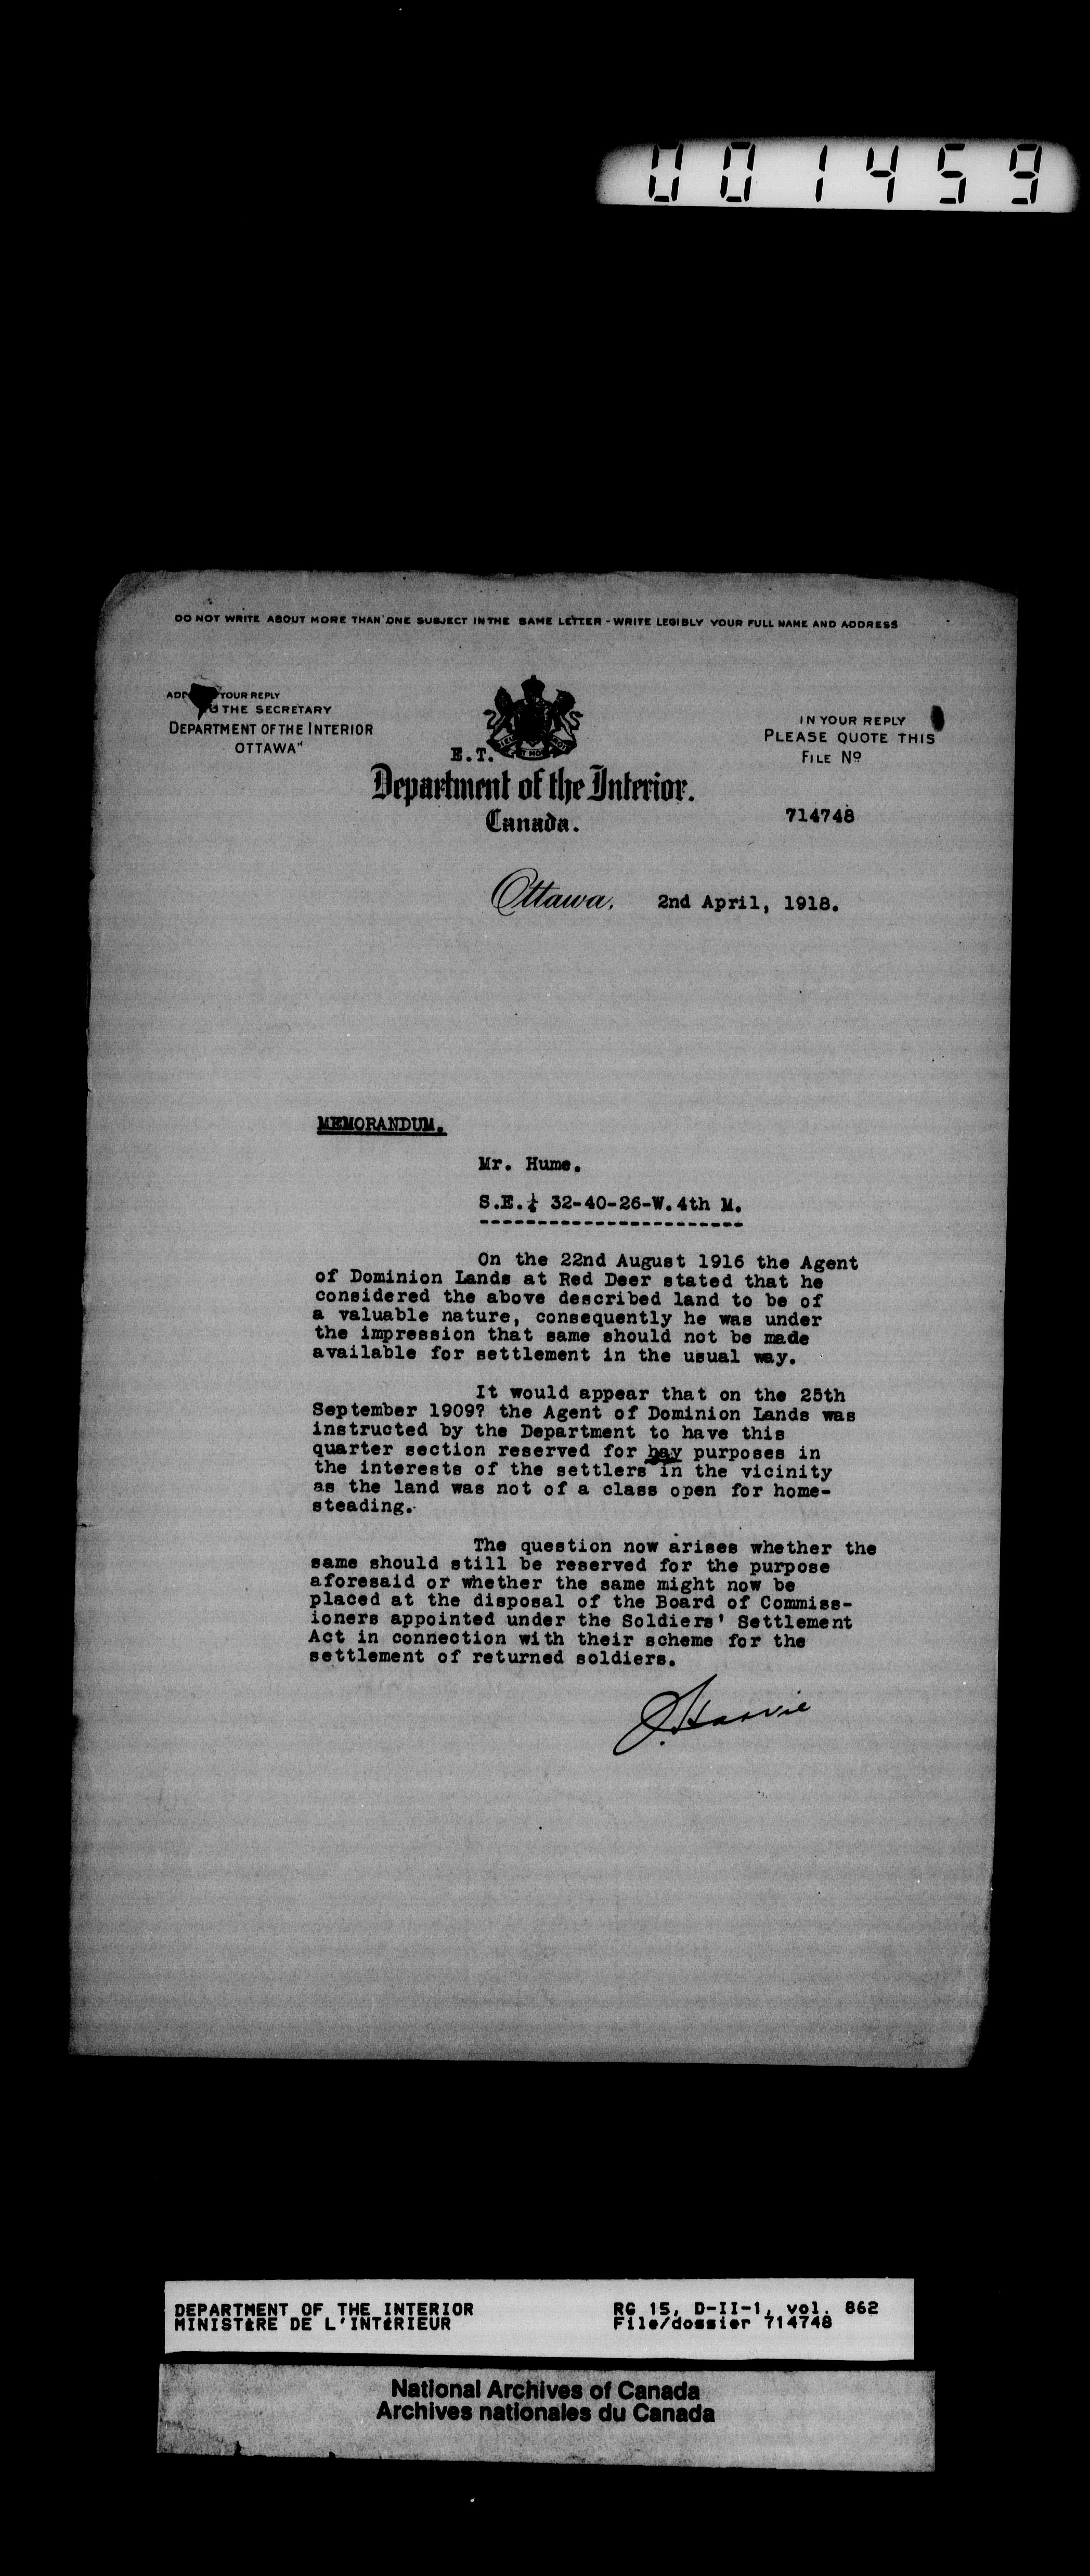 001459
DO NOT WRITE ABOUT MORE THAN ONE SUBJECT IN THE SAME LETTER - WRITE LEGIBLY YOUR FULL NAME AND ADDRESS
YOUR REPLY
THE SECRETARY
DEPARTMENT OF THE INTERIOR
OTTAWA"
IN YOUR REPLY
PLEASE QUOTE THIS
FILE No
E.T.
Department of the Interior.
Canada.
714748
Ottawa, 2nd April, 1918.
MEMORANDUM.
Mr. Hume.
S.E.¼ 32-40-26-W.4th M.
On the 22nd August 1916 the Agent
of Dominion Lands at Red Deer stated that he
considered the above described land to be of
a valuable nature, consequently he was under
the impression that same should not be made
available for settlement in the usual way.
It would appear that on the 25th
September 1909? the Agent of Dominion Lands was
instructed by the Department to have this
quarter section reserved for hay purposes in
the interests of the settlers in the vicinity
as the land was not of a class open for home-
steading.
The question now arises whether the
same should still be reserved for the purpose
aforesaid or whether the same might now be
placed at the disposal of the Board of Commiss-
ioners appointed under the Soldiers' Settlement
Act in connection with their scheme for the
settlement of returned soldiers.
DEPARTMENT OF THE INTERIOR
MINISTÈRE DE L'INTÉRIEUR
RG 15, D-II-1, vol. 862
File/dossier 714748
National Archives of Canada
Archives nationales du Canada